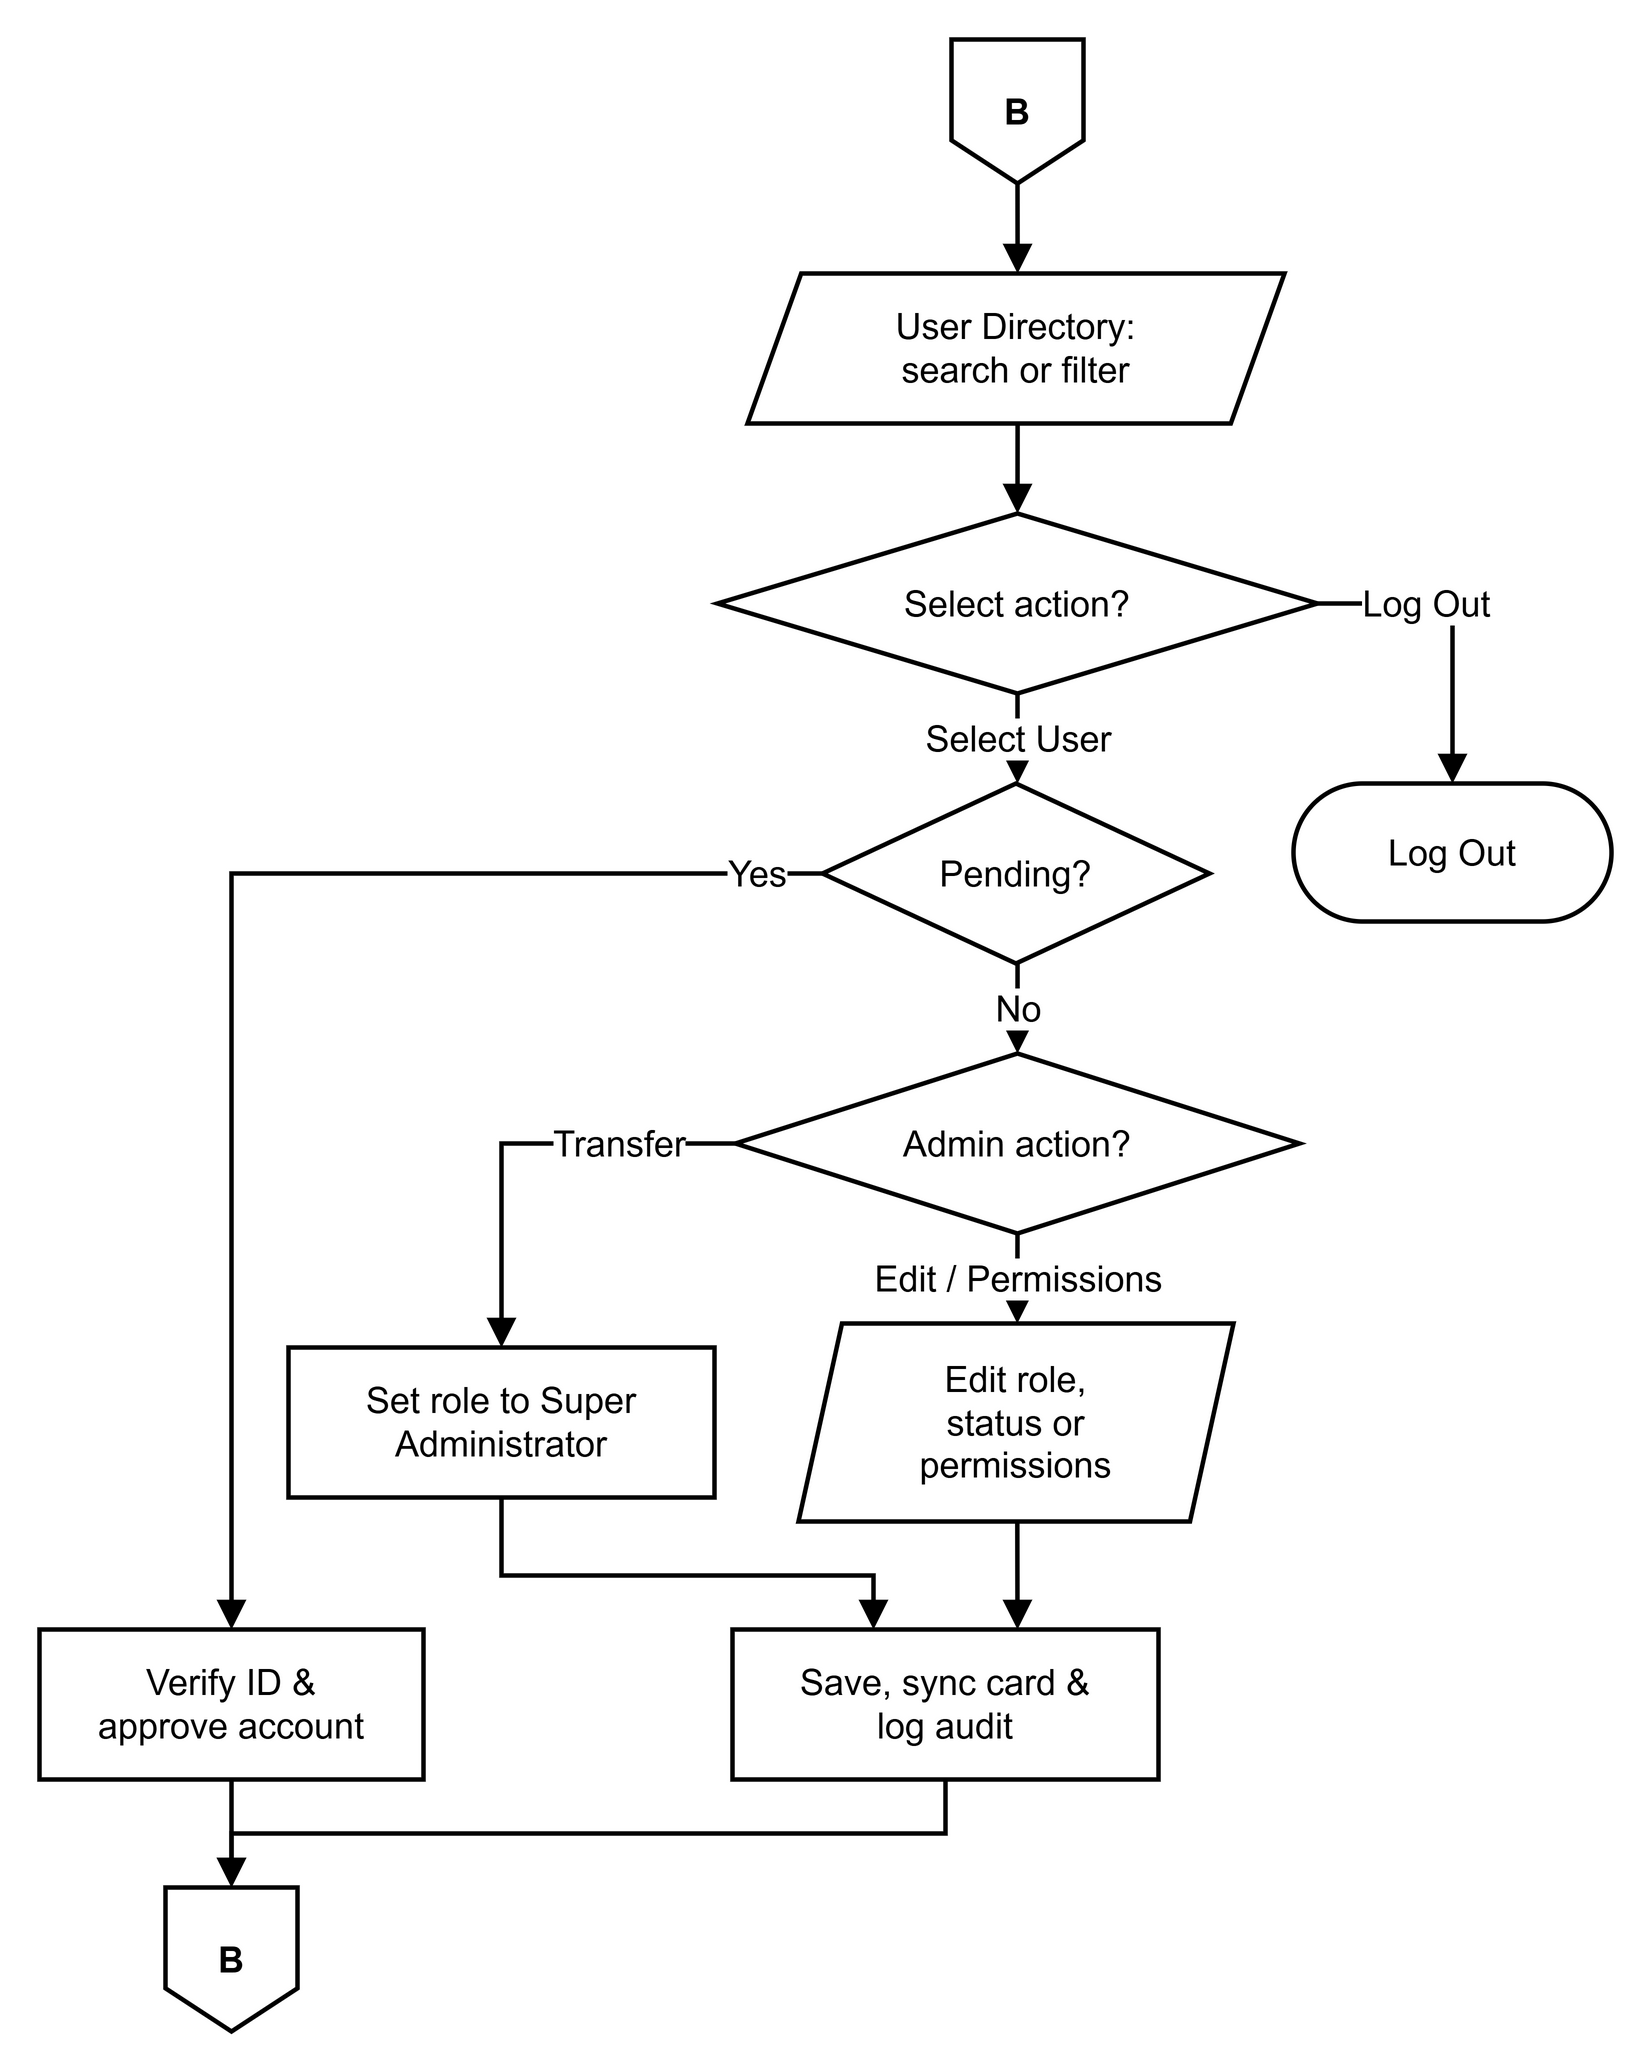 B
User Directory:
search or filter
Select action?
Log Out
Select User
Log Out
Yes
Pending?
No
Transfer
Admin action?
Edit / Permissions
Set role to Super
Administrator
Edit role,
status or
permissions
Verify ID &
approve account
Save, sync card &
log audit
B